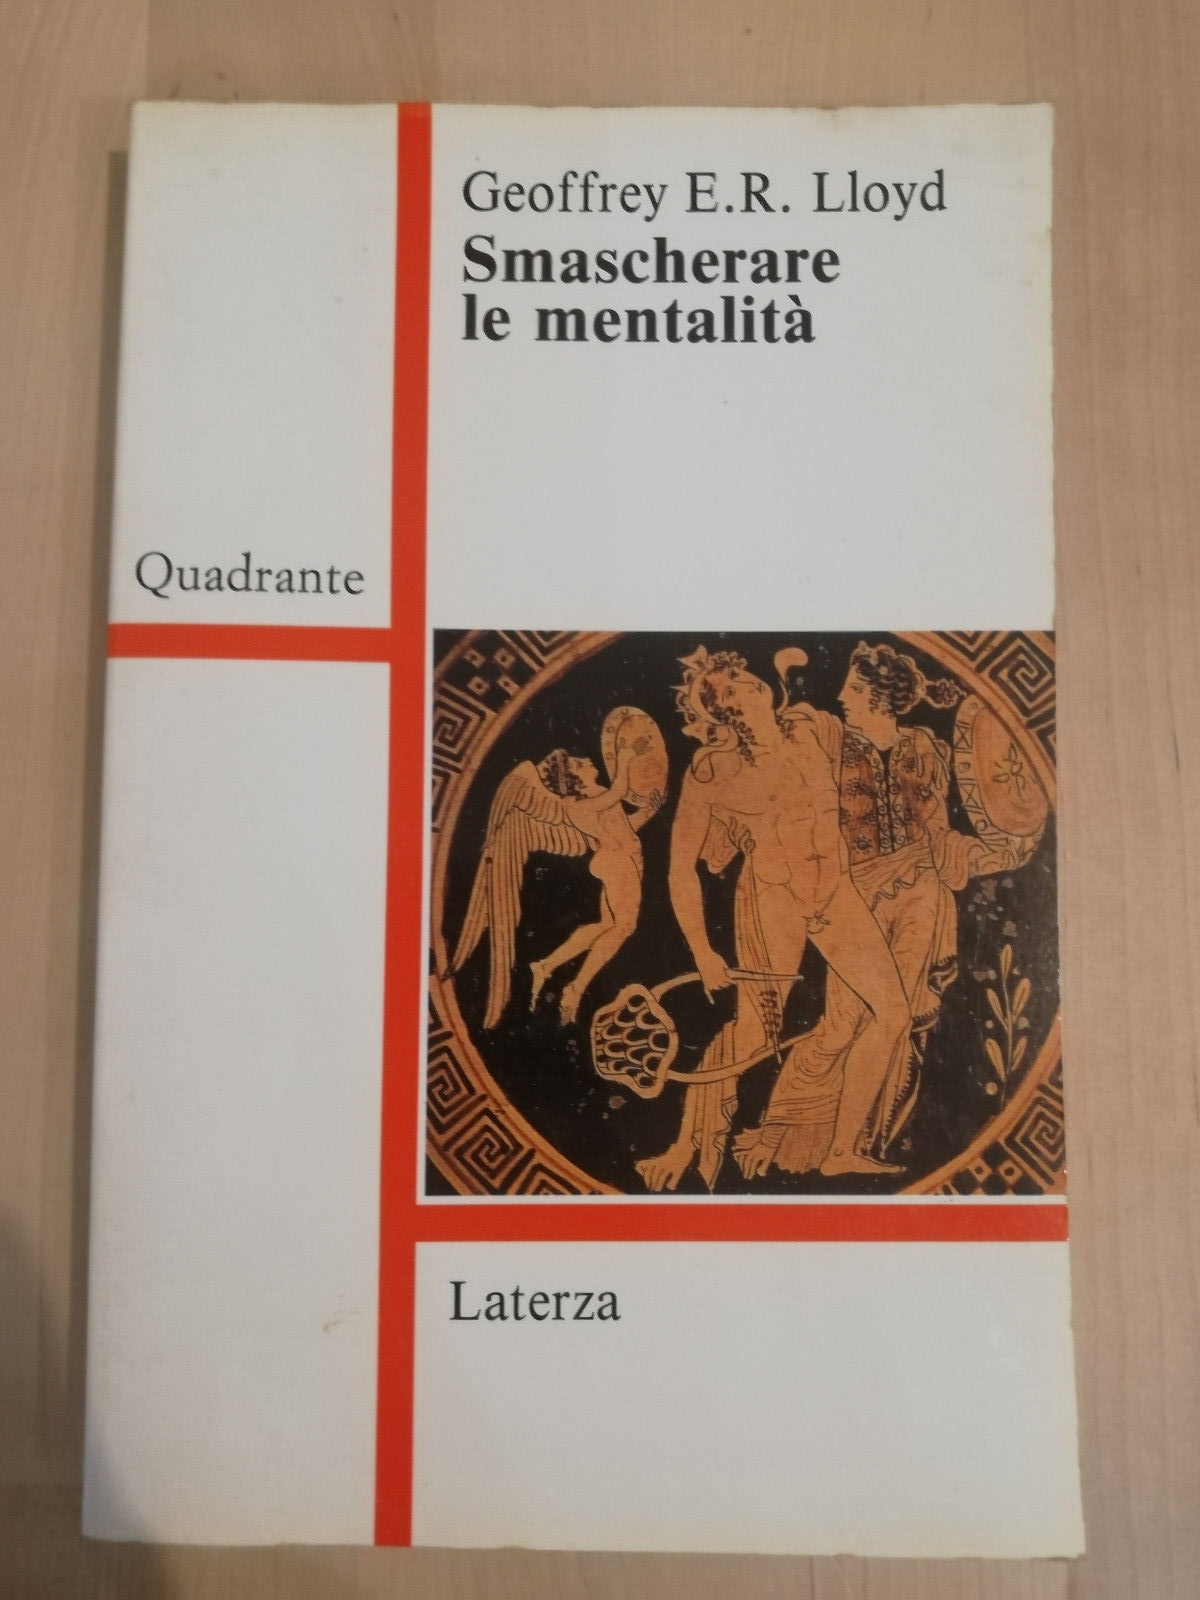 Geoffrey E.R. Lloyd
Smascherare
le mentalità
Quadrante
Laterza